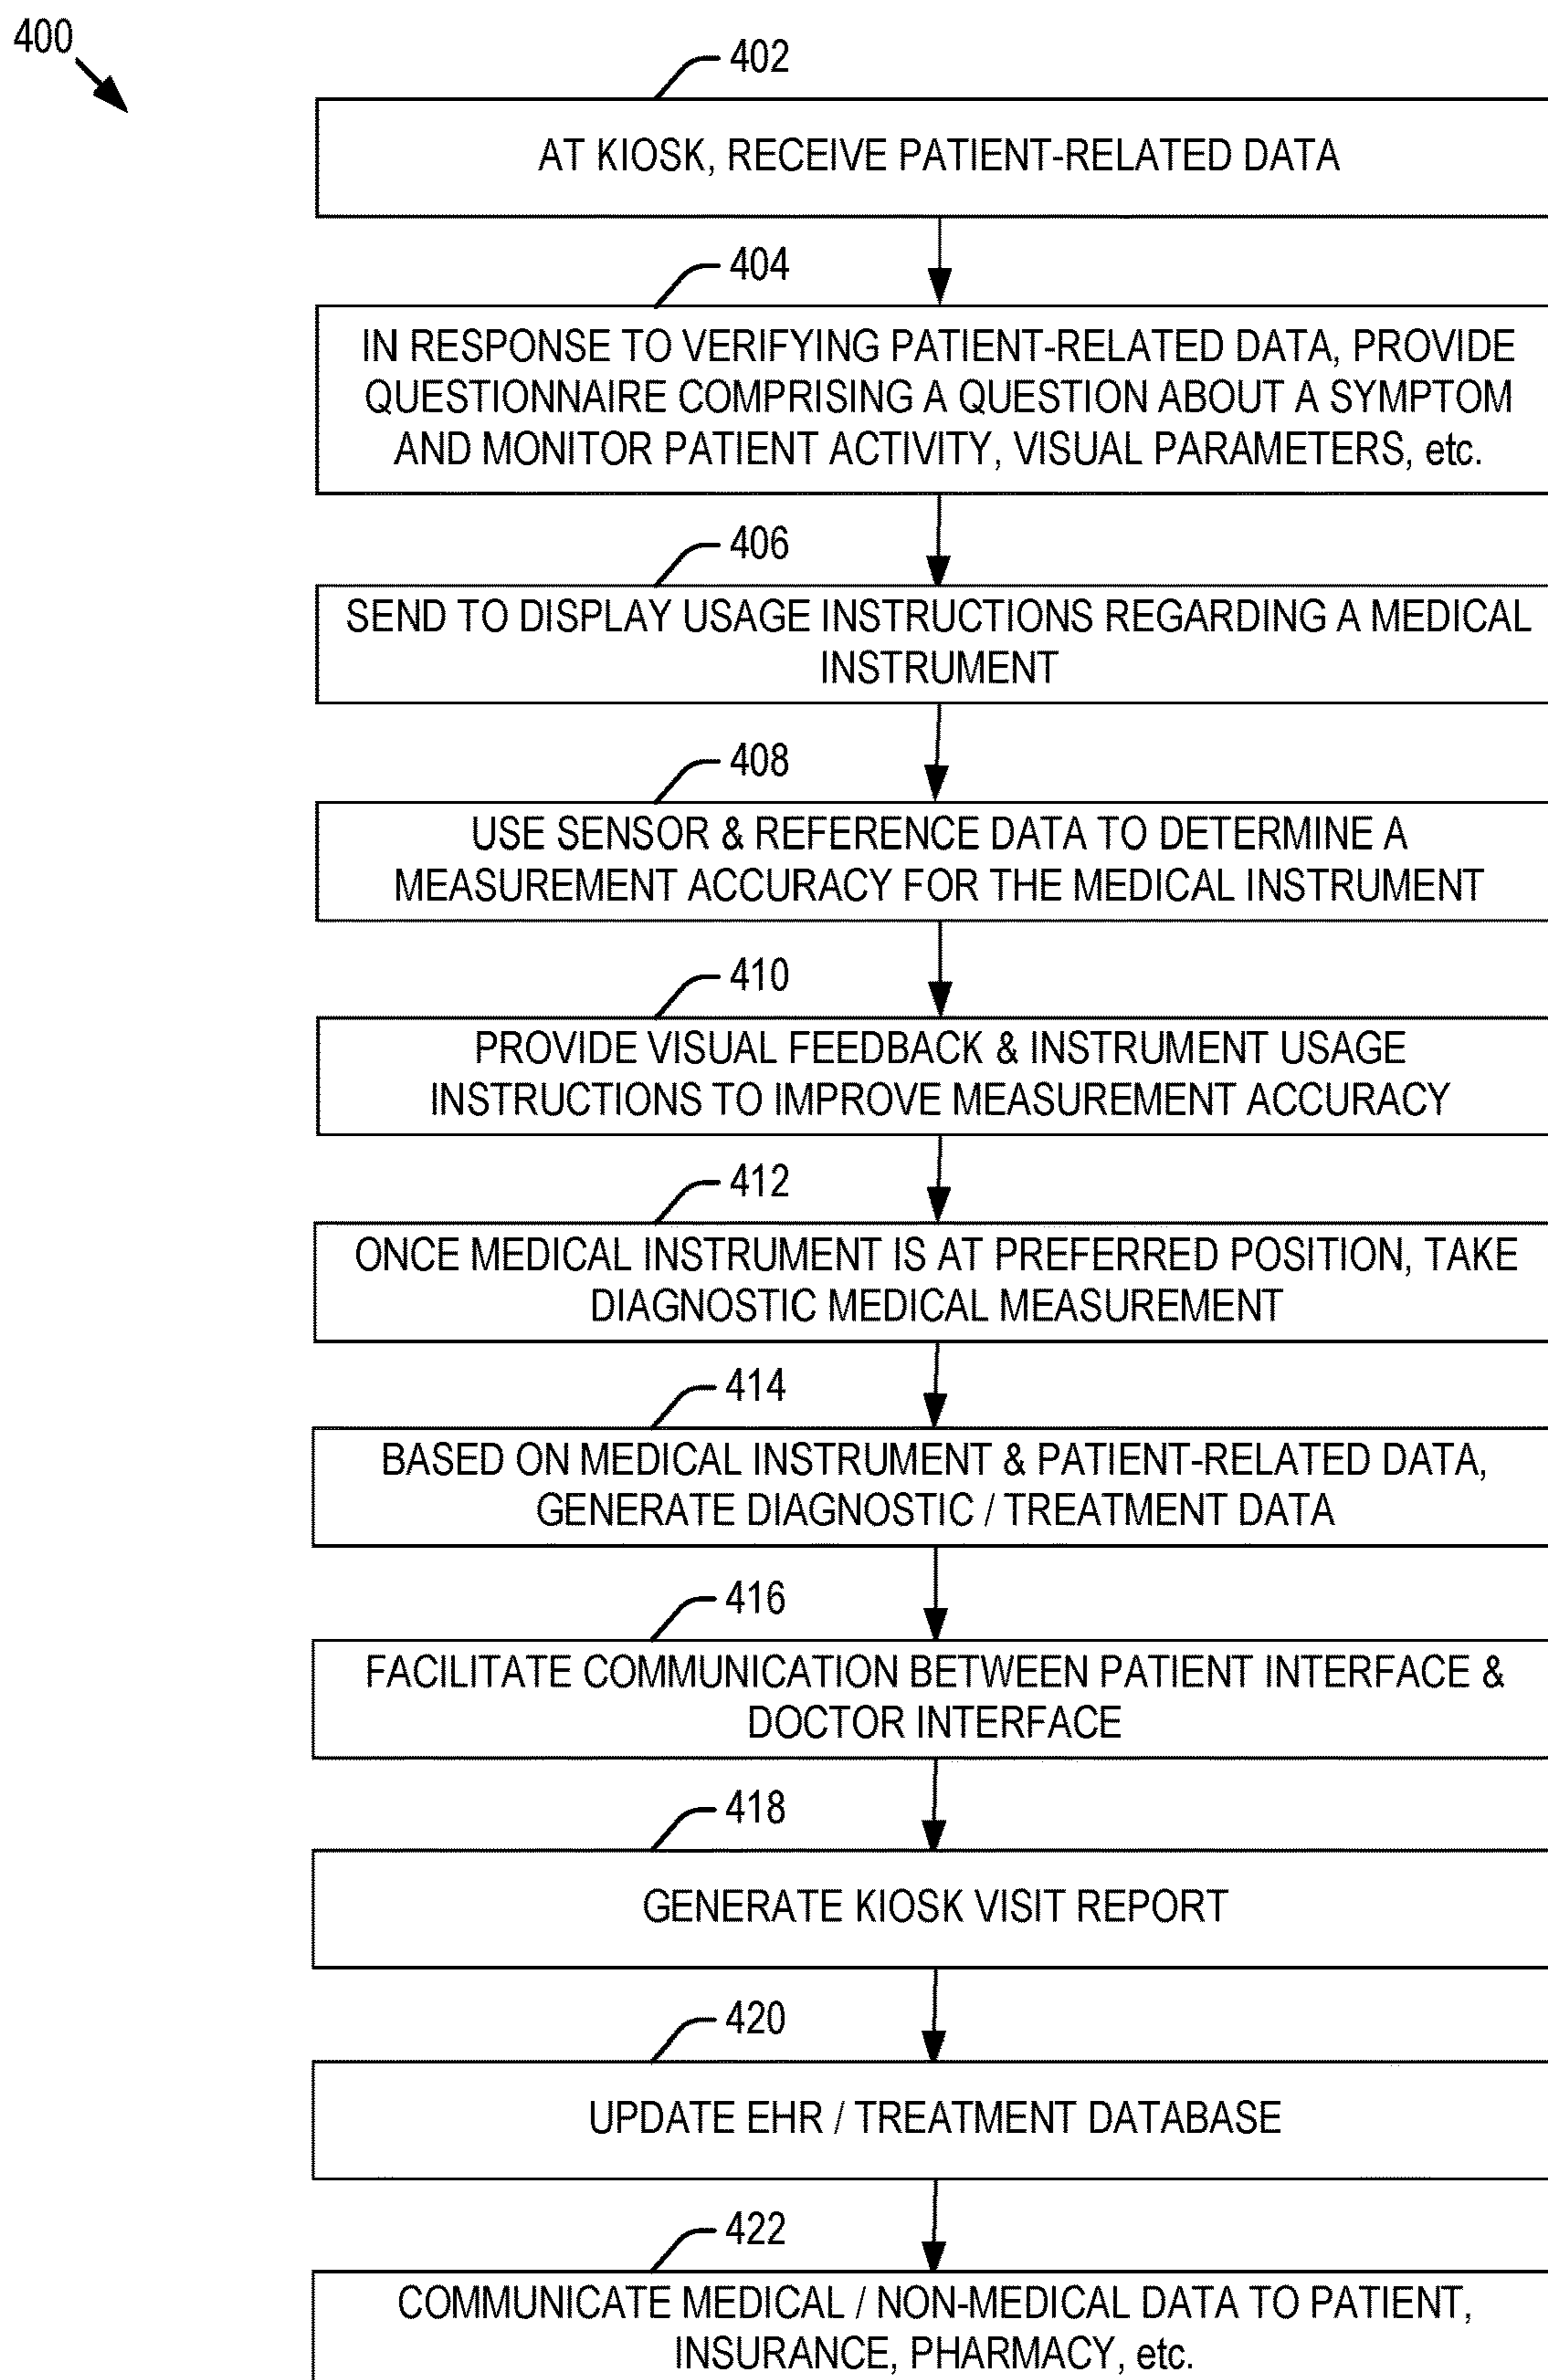 400
402
AT KIOSK, RECEIVE PATIENT-RELATED DATA
404
IN RESPONSE TO VERIFYING PATIENT-RELATED DATA, PROVIDE
QUESTIONNAIRE COMPRISING A QUESTION ABOUT A SYMPTOM
AND MONITOR PATIENT ACTIVITY, VISUAL PARAMETERS, etc.
406
SEND TO DISPLAY USAGE INSTRUCTIONS REGARDING A MEDICAL
INSTRUMENT
408
USE SENSOR & REFERENCE DATA TO DETERMINE A
MEASUREMENT ACCURACY FOR THE MEDICAL INSTRUMENT
410
PROVIDE VISUAL FEEDBACK & INSTRUMENT USAGE
INSTRUCTIONS TO IMPROVE MEASUREMENT ACCURACY
412
ONCE MEDICAL INSTRUMENT IS AT PREFERRED POSITION, TAKE
DIAGNOSTIC MEDICAL MEASUREMENT
414
BASED ON MEDICAL INSTRUMENT & PATIENT-RELATED DATA,
GENERATE DIAGNOSTIC / TREATMENT DATA
416
FACILITATE COMMUNICATION BETWEEN PATIENT INTERFACE &
DOCTOR INTERFACE
418
GENERATE KIOSK VISIT REPORT
420
UPDATE EHR / TREATMENT DATABASE
422
COMMUNICATE MEDICAL / NON-MEDICAL DATA TO PATIENT,
INSURANCE, PHARMACY, etc.